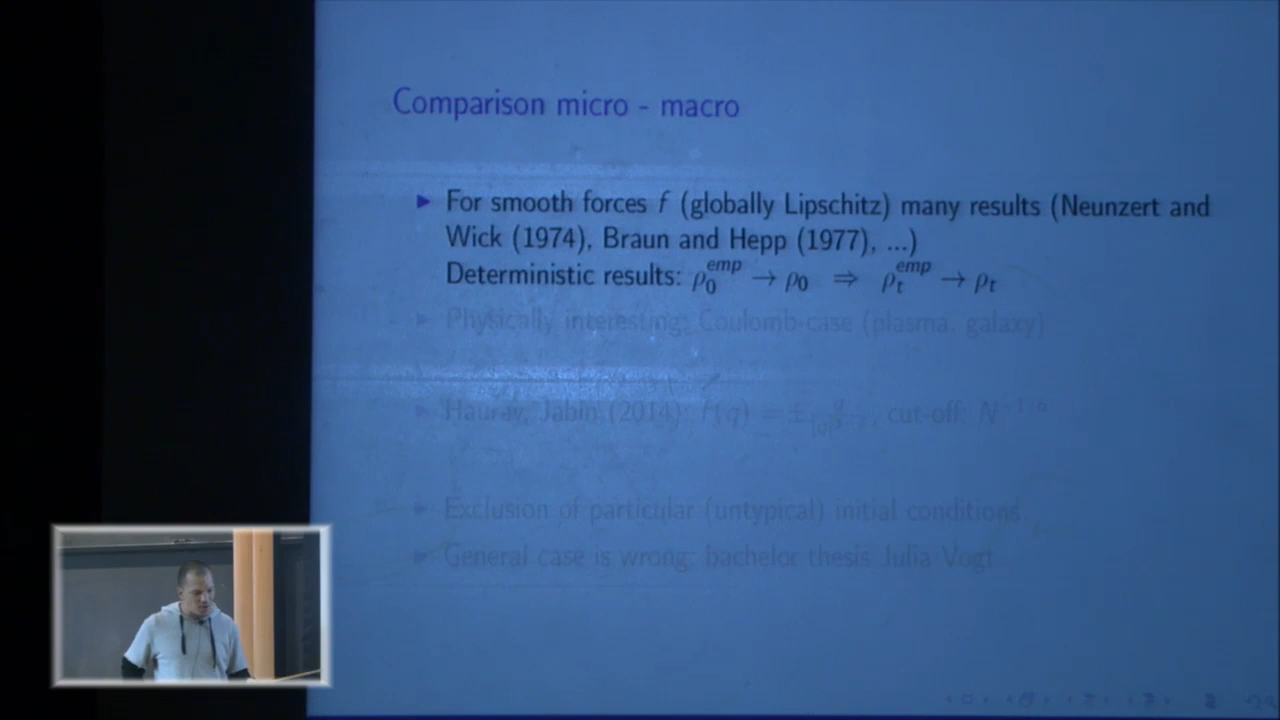 Comparison micro - macro
▶ For smooth forces f (globally Lipschitz) many results (Neunzert and
Wick (1974), Braun and Hepp (1977), ...)
Deterministic results: ρ₀^emp → ρ₀ ⇒ ρₜ^emp → ρₜ
▶ Physically interesting: Coulomb-case (plasma, galaxy)
▶ Hauray, Jabin (2014): f(q) = ± , cut-off:
▶ Exclusion of particular (untypical) initial conditions
▶ General case is wrong: bachelor thesis Julia Vogt